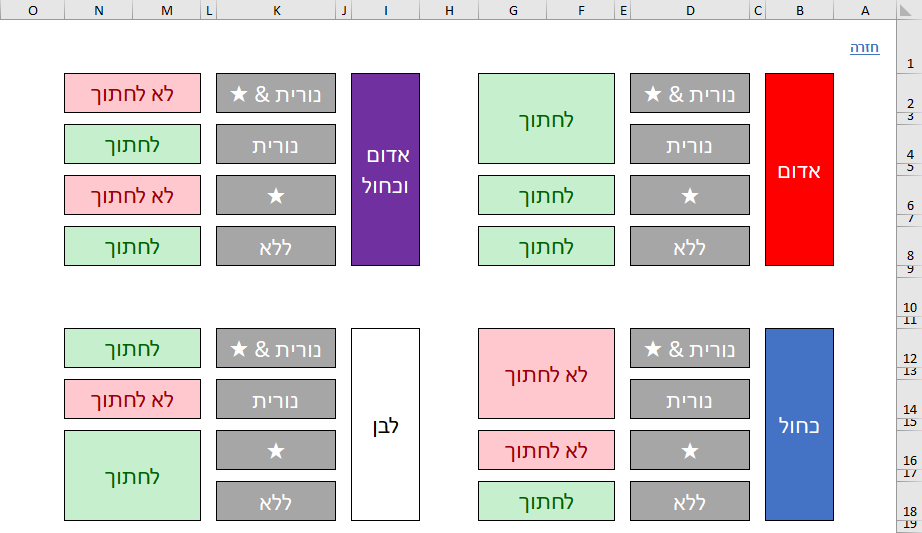 O N M L K J I H G F E D C B A
חזרה
1
2
3
4
5
6
7
8
9
10
11
12
13
14
15
16
17
18
19
אדום
נורית & ★
נורית
★
ללא
לחתוך
לחתוך
לחתוך
אדום
וכחול
נורית & ★
נורית
★
ללא
לא לחתוך
לחתוך
לא לחתוך
לחתוך
כחול
נורית & ★
נורית
★
ללא
לא לחתוך
לא לחתוך
לחתוך
לבן
נורית & ★
נורית
★
ללא
לחתוך
לא לחתוך
לחתוך